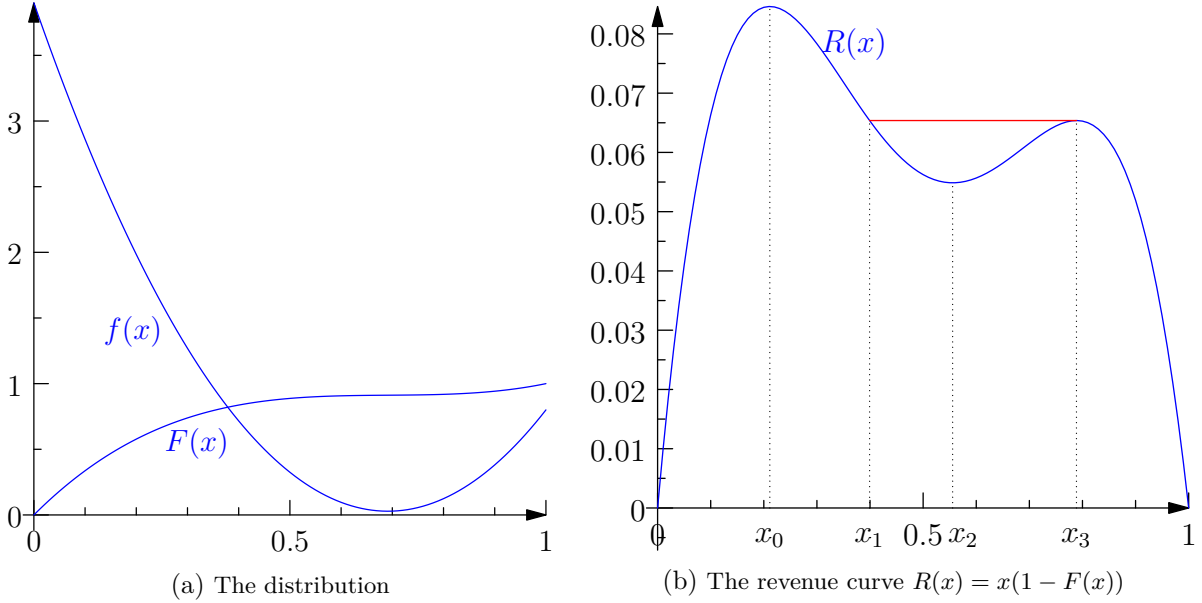 3
2
1
0
0
0.5
1
f(x)
F(x)
(a) The distribution
0.08
0.07
0.06
0.05
0.04
0.03
0.02
0.01
0
0
x₀
x₁
0.5
x₂
x₃
1
R(x)
(b) The revenue curve R(x) = x(1 − F(x))